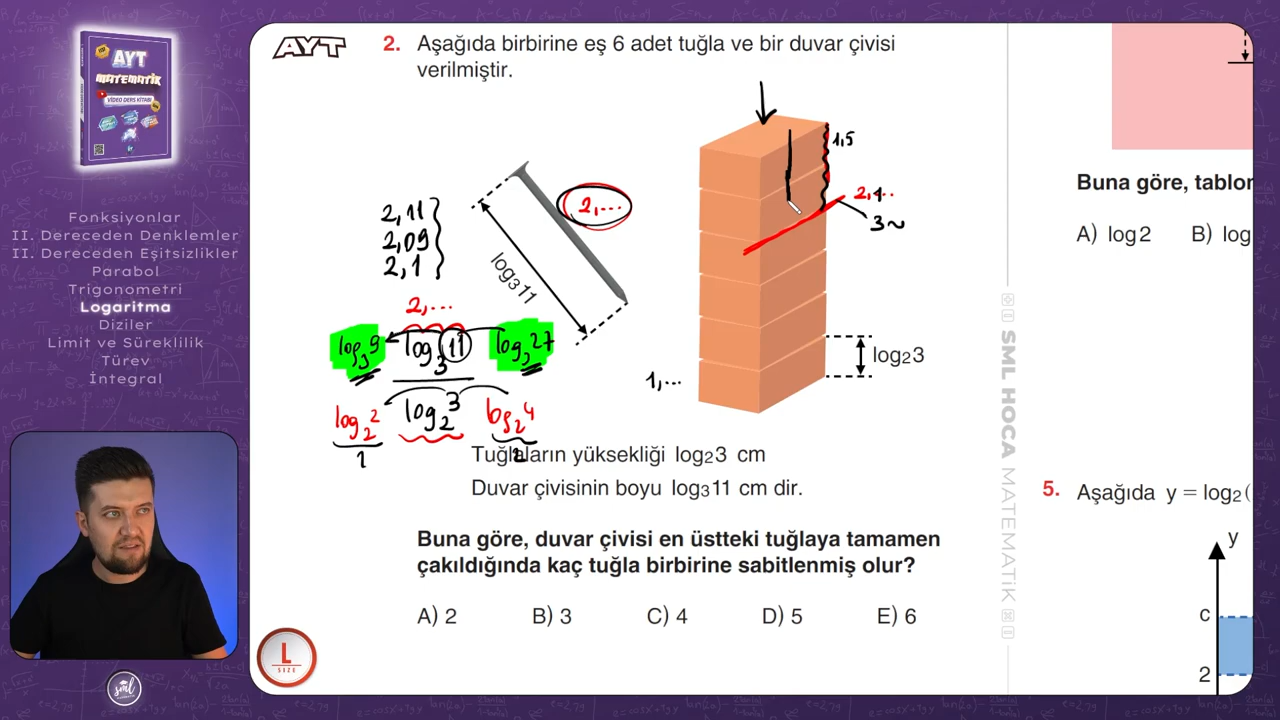 AYT
MATEMATİK
VİDEO DERS KİTABI
Fonksiyonlar
II. Dereceden Denklemler
II. Dereceden Eşitsizlikler
Parabol
Trigonometri
Logaritma
Diziler
Limit ve Süreklilik
Türev
İntegral
sml
AYT
2. Aşağıda birbirine eş 6 adet tuğla ve bir duvar çivisi
verilmiştir.
2,11
2,09
2,1
2,...
log₃11
2,...
log₃9 log₃11 log₃27
log₂2 log₂3 log₂4
1 2
1,5
2,4..
3~
1,...
log₂3
Tuğlaların yüksekliği log₂3 cm
Duvar çivisinin boyu log₃11 cm dir.
Buna göre, duvar çivisi en üstteki tuğlaya tamamen
çakıldığında kaç tuğla birbirine sabitlenmiş olur?
A) 2 B) 3 C) 4 D) 5 E) 6
L
SIZE
SML HOCA MATEMATİK
Buna göre, tablon
A) log2 B) log
5. Aşağıda y = log₂(
y
c
2